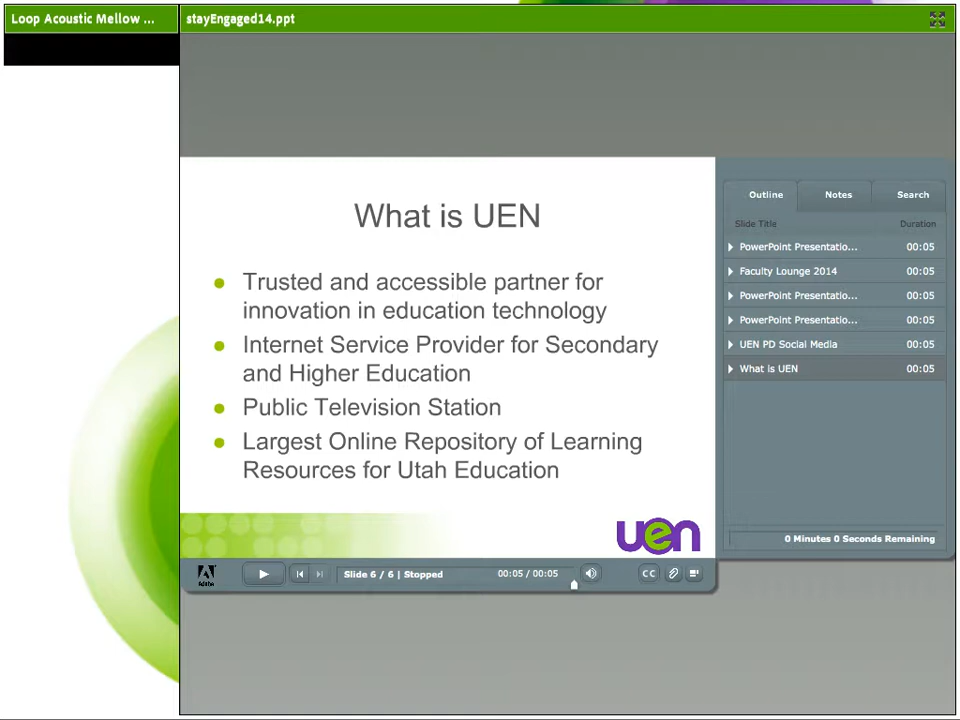 Loop Acoustic Mellow ...
stayEngaged14.ppt
What is UEN
● Trusted and accessible partner for
innovation in education technology
● Internet Service Provider for Secondary
and Higher Education
● Public Television Station
● Largest Online Repository of Learning
Resources for Utah Education
uen
Outline Notes Search
Slide Title Duration
PowerPoint Presentatio... 00:05
Faculty Lounge 2014 00:05
PowerPoint Presentatio... 00:05
PowerPoint Presentatio... 00:05
UEN PD Social Media 00:05
What is UEN 00:05
0 Minutes 0 Seconds Remaining
Adobe
Slide 6 / 6 | Stopped 00:05 / 00:05
CC